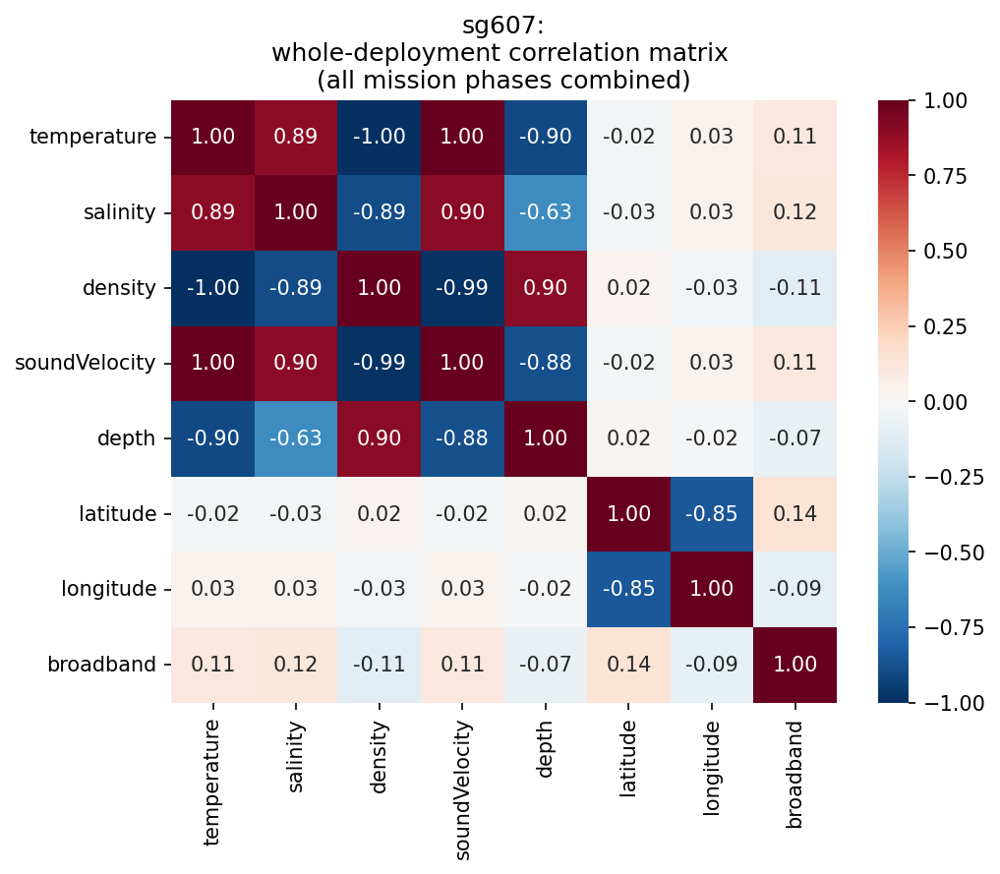 sg607:
whole-deployment correlation matrix
(all mission phases combined)
temperature 1.00 0.89 -1.00 1.00 -0.90 -0.02 0.03 0.11
salinity 0.89 1.00 -0.89 0.90 -0.63 -0.03 0.03 0.12
density -1.00 -0.89 1.00 -0.99 0.90 0.02 -0.03 -0.11
soundVelocity 1.00 0.90 -0.99 1.00 -0.88 -0.02 0.03 0.11
depth -0.90 -0.63 0.90 -0.88 1.00 0.02 -0.02 -0.07
latitude -0.02 -0.03 0.02 -0.02 0.02 1.00 -0.85 0.14
longitude 0.03 0.03 -0.03 0.03 -0.02 -0.85 1.00 -0.09
broadband 0.11 0.12 -0.11 0.11 -0.07 0.14 -0.09 1.00
temperature
salinity
density
soundVelocity
depth
latitude
longitude
broadband
1.00
0.75
0.50
0.25
0.00
−0.25
−0.50
−0.75
−1.00